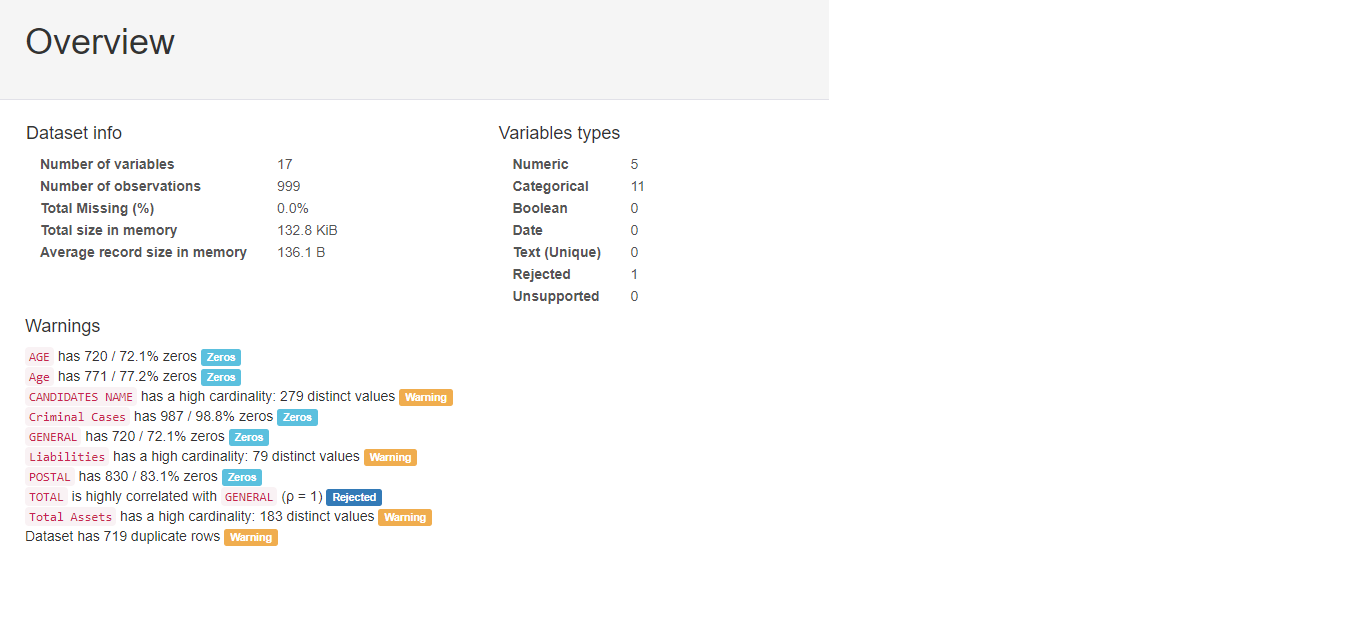 Overview
Dataset info
Number of variables 17
Number of observations 999
Total Missing (%) 0.0%
Total size in memory 132.8 KiB
Average record size in memory 136.1 B
Variables types
Numeric 5
Categorical 11
Boolean 0
Date 0
Text (Unique) 0
Rejected 1
Unsupported 0
Warnings
AGE has 720 / 72.1% zeros Zeros
Age has 771 / 77.2% zeros Zeros
CANDIDATES NAME has a high cardinality: 279 distinct values Warning
Criminal Cases has 987 / 98.8% zeros Zeros
GENERAL has 720 / 72.1% zeros Zeros
Liabilities has a high cardinality: 79 distinct values Warning
POSTAL has 830 / 83.1% zeros Zeros
TOTAL is highly correlated with GENERAL (ρ = 1) Rejected
Total Assets has a high cardinality: 183 distinct values Warning
Dataset has 719 duplicate rows Warning